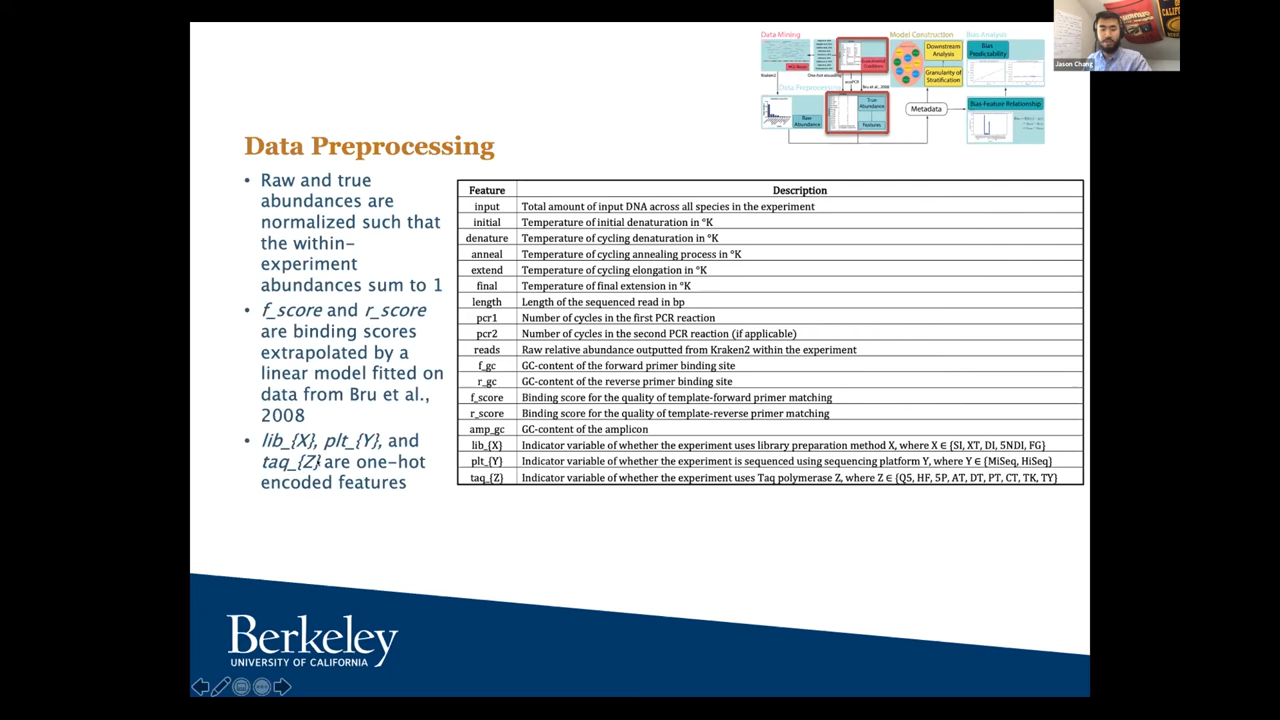 Data Mining
Model Construction
Bias Analysis
Downstream
Analysis
Bias
Predictability
Granularity of
Stratification
Kraken2
One-hot encoding
Bru et al., 2008
Data Preprocessing
True
Abundance
Raw
Abundance
Features
Metadata
Bias-Feature Relationship
Jason Chang
Data Preprocessing
• Raw and true
abundances are
normalized such that
the within-
experiment
abundances sum to 1
• f_score and r_score
are binding scores
extrapolated by a
linear model fitted on
data from Bru et al.,
2008
• lib_{X}, plt_{Y}, and
taq_{Z} are one-hot
encoded features
Feature Description
input Total amount of input DNA across all species in the experiment
initial Temperature of initial denaturation in °K
denature Temperature of cycling denaturation in °K
anneal Temperature of cycling annealing process in °K
extend Temperature of cycling elongation in °K
final Temperature of final extension in °K
length Length of the sequenced read in bp
pcr1 Number of cycles in the first PCR reaction
pcr2 Number of cycles in the second PCR reaction (if applicable)
reads Raw relative abundance outputted from Kraken2 within the experiment
f_gc GC-content of the forward primer binding site
r_gc GC-content of the reverse primer binding site
f_score Binding score for the quality of template-forward primer matching
r_score Binding score for the quality of template-reverse primer matching
amp_gc GC-content of the amplicon
lib_{X} Indicator variable of whether the experiment uses library preparation method X, where X ∈ {SI, XT, DI, 5NDI, FG}
plt_{Y} Indicator variable of whether the experiment is sequenced using sequencing platform Y, where Y ∈ {MiSeq, HiSeq}
taq_{Z} Indicator variable of whether the experiment uses Taq polymerase Z, where Z ∈ {Q5, HF, 5P, AT, DT, PT, CT, TK, TY}
Berkeley
UNIVERSITY OF CALIFORNIA